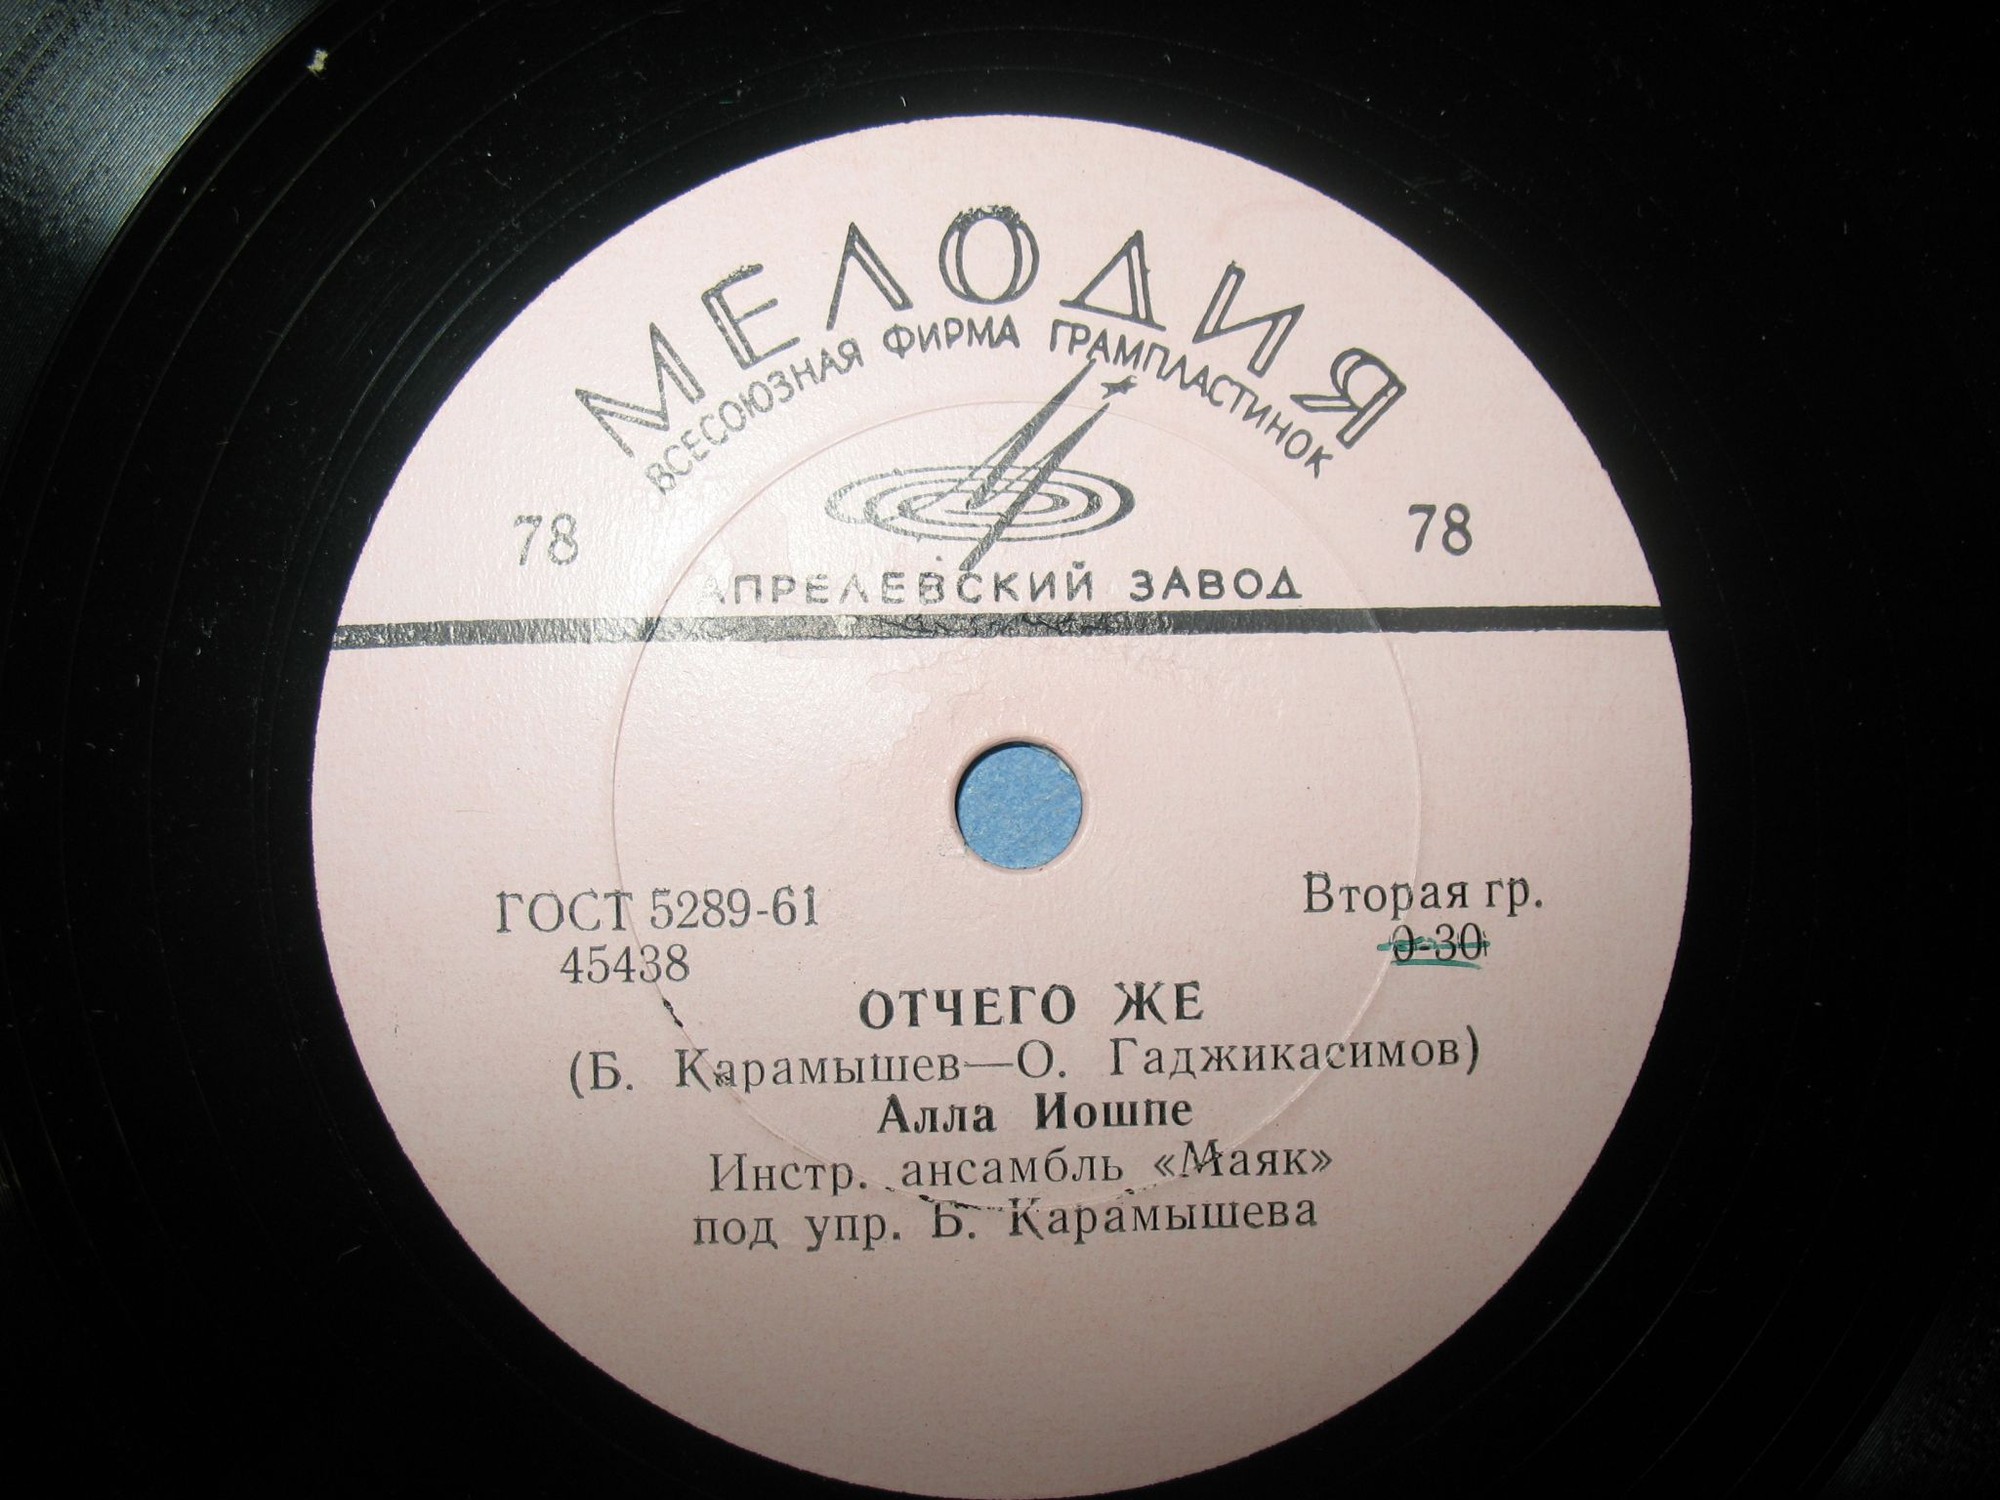 МЕЛОДИЯ
ВСЕСОЮЗНАЯ ФИРМА ГРАМПЛАСТИНОК
78 78
АПРЕЛЕВСКИЙ ЗАВОД
ГОСТ 5289-61 Вторая гр.
45438 0-30
ОТЧЕГО ЖЕ
(Б. Карамышев—О. Гаджикасимов)
Алла Иошпе
Инстр. ансамбль «Маяк»
под упр. Б. Карамышева